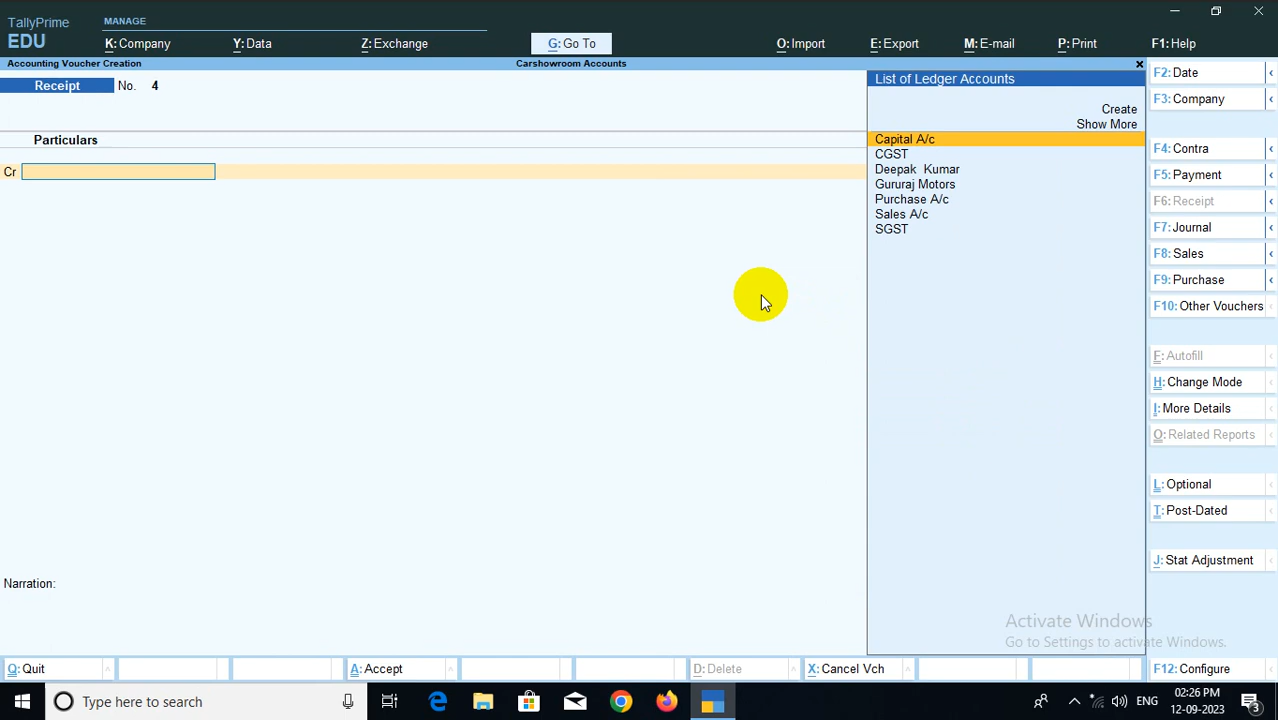 TallyPrime
EDU
MANAGE
K: Company
Y: Data
Z: Exchange
G: Go To
O: Import
E: Export
M: E-mail
P: Print
F1: Help
Accounting Voucher Creation
Carshowroom Accounts
Receipt No. 4
Particulars
Cr
List of Ledger Accounts
Create
Show More
Capital A/c
CGST
Deepak Kumar
Gururaj Motors
Purchase A/c
Sales A/c
SGST
F2: Date
F3: Company
F4: Contra
F5: Payment
F6: Receipt
F7: Journal
F8: Sales
F9: Purchase
F10: Other Vouchers
F: Autofill
H: Change Mode
I: More Details
O: Related Reports
L: Optional
T: Post-Dated
J: Stat Adjustment
Narration:
Activate Windows
Go to Settings to activate Windows.
Q: Quit
A: Accept
D: Delete
X: Cancel Vch
F12: Configure
Type here to search
ENG
02:26 PM
12-09-2023
3